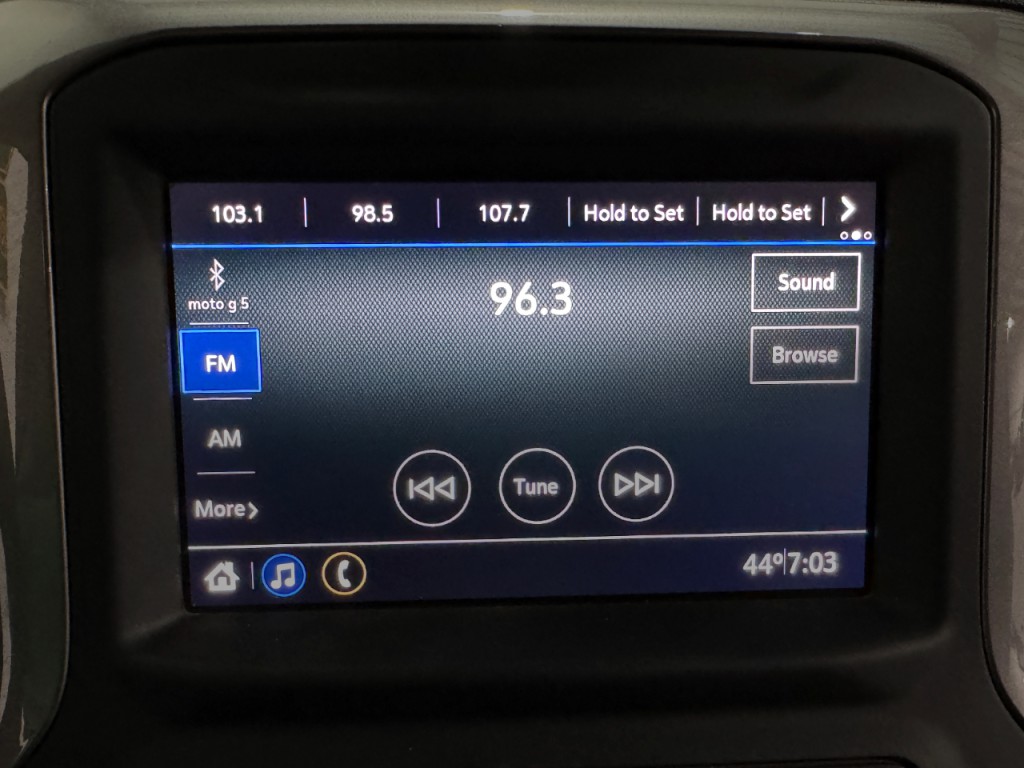 103.1 98.5 107.7 Hold to Set Hold to Set
moto g 5
96.3
Sound
FM
Browse
AM
Tune
More
44º 7:03